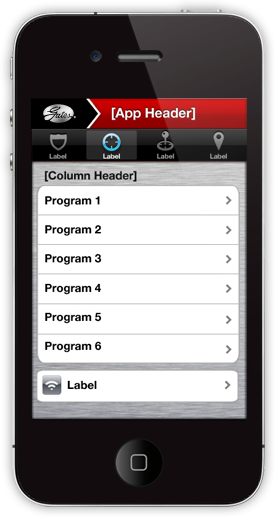 Gates
[App Header]
Label Label Label Label
[Column Header]
Program 1
Program 2
Program 3
Program 4
Program 5
Program 6
Label